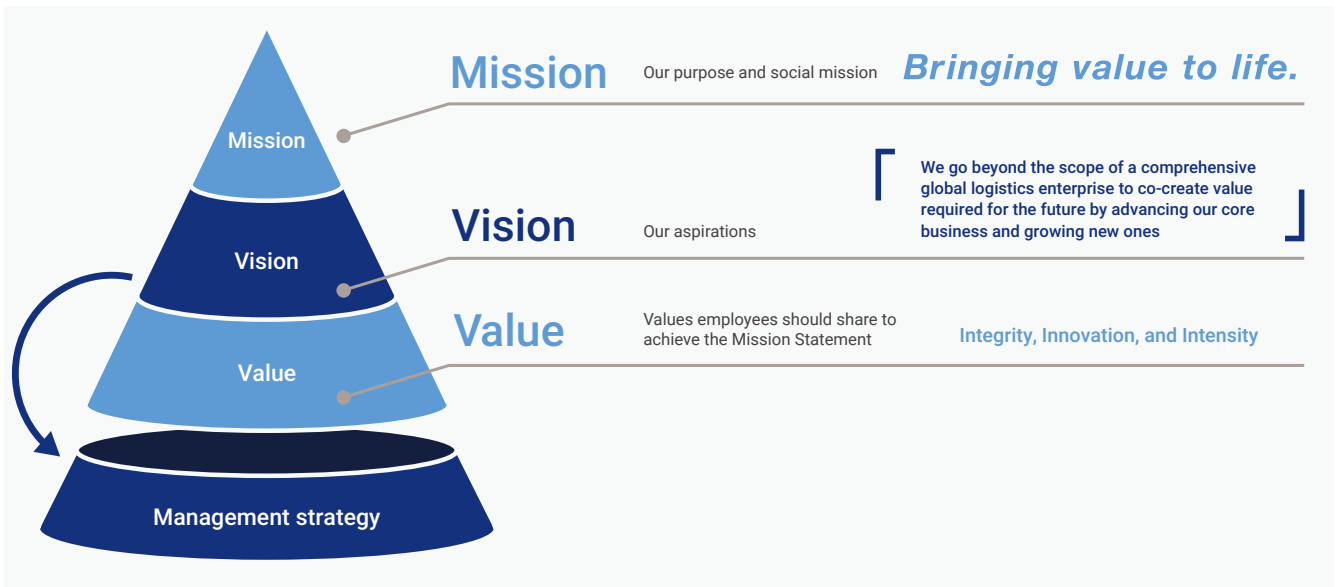 Mission
Vision
Value
Management strategy
Mission
Our purpose and social mission
Bringing value to life.
Vision
Our aspirations
We go beyond the scope of a comprehensive
global logistics enterprise to co-create value
required for the future by advancing our core
business and growing new ones
Value
Values employees should share to
achieve the Mission Statement
Integrity, Innovation, and Intensity